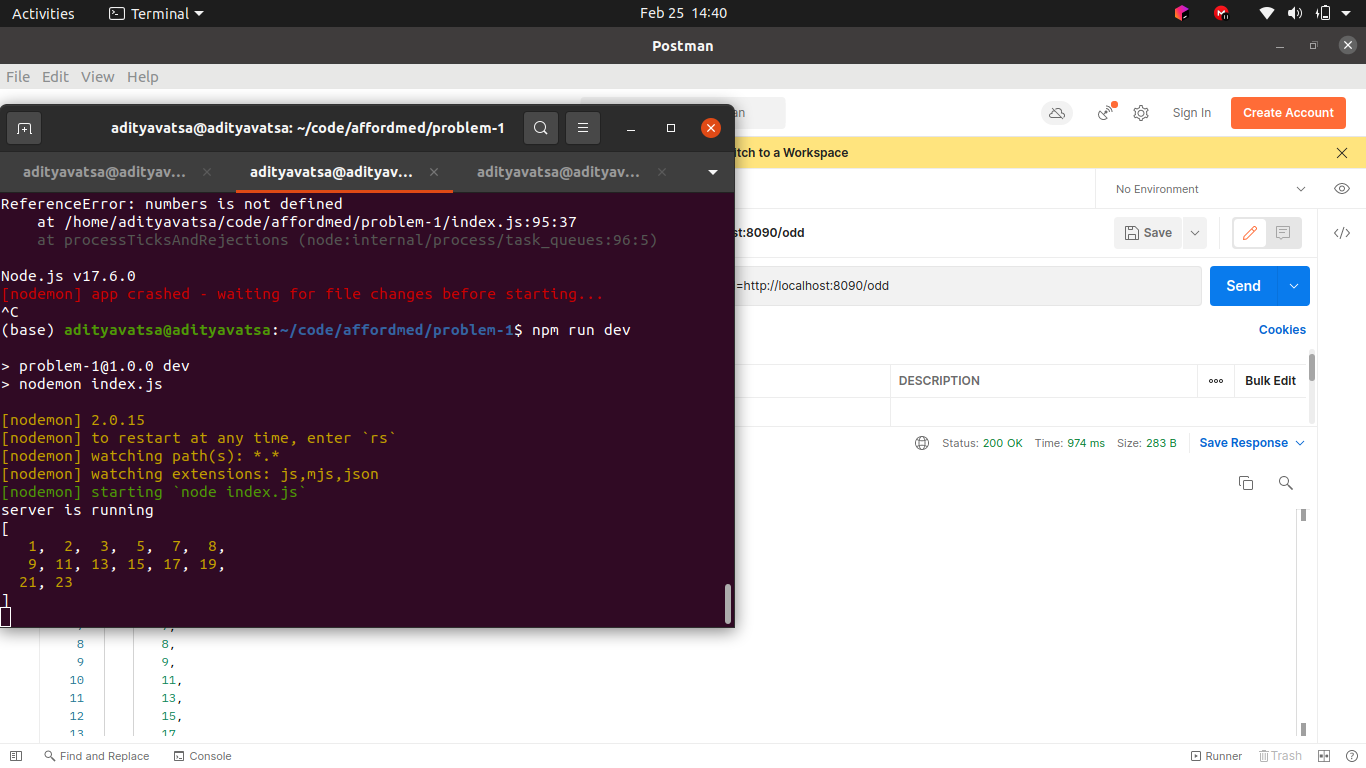 Activities
Terminal
Feb 25 14:40
Postman
File Edit View Help
Sign In
Create Account
adityavatsa@adityavatsa: ~/code/affordmed/problem-1
itch to a Workspace
adityavatsa@adityav...
adityavatsa@adityav...
adityavatsa@adityav...
No Environment
ReferenceError: numbers is not defined
at /home/adityavatsa/code/affordmed/problem-1/index.js:95:37
at processTicksAndRejections (node:internal/process/task_queues:96:5)
Node.js v17.6.0
[nodemon] app crashed - waiting for file changes before starting...
^C
(base) adityavatsa@adityavatsa:~/code/affordmed/problem-1$ npm run dev
> problem-1@1.0.0 dev
> nodemon index.js
[nodemon] 2.0.15
[nodemon] to restart at any time, enter `rs`
[nodemon] watching path(s): *.*
[nodemon] watching extensions: js,mjs,json
[nodemon] starting `node index.js`
server is running
[
1, 2, 3, 5, 7, 8,
9, 11, 13, 15, 17, 19,
21, 23
]
st:8090/odd
Save
</>
=http://localhost:8090/odd
Send
Cookies
DESCRIPTION
Bulk Edit
Status: 200 OK Time: 974 ms Size: 283 B
Save Response
8 8,
9 9,
10 11,
11 13,
12 15,
13 17
Find and Replace
Console
Runner
Trash